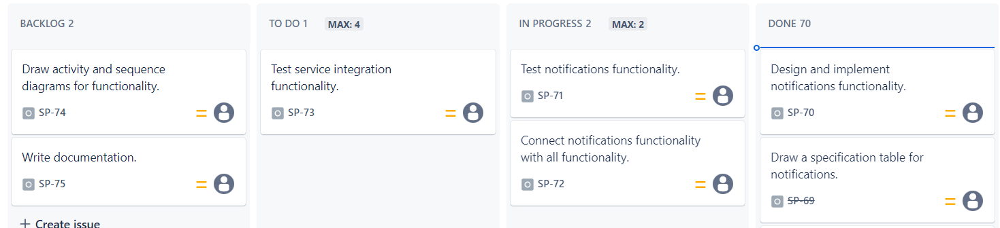 BACKLOG 2
Draw activity and sequence
diagrams for functionality.
SP-74
Write documentation.
SP-75
+ Create issue
TO DO 1 MAX: 4
Test service integration
functionality.
SP-73
IN PROGRESS 2 MAX: 2
Test notifications functionality.
SP-71
Connect notifications functionality
with all functionality.
SP-72
DONE 70
Design and implement
notifications functionality.
SP-70
Draw a specification table for
notifications.
SP-69